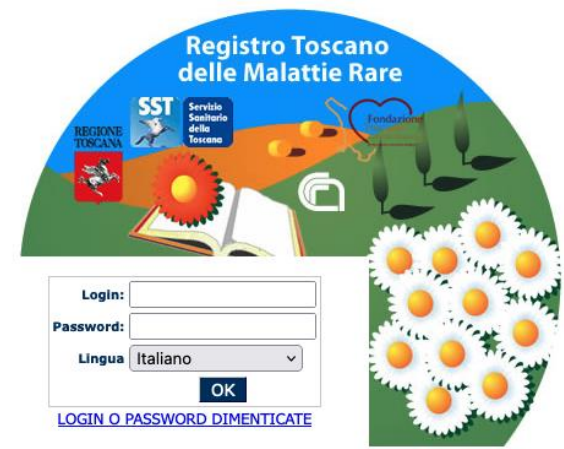 Registro Toscano
delle Malattie Rare
SST
Servizio
Sanitario
della
Toscana
REGIONE
TOSCANA
Fondazione
Login:
Password:
Lingua Italiano
OK
LOGIN O PASSWORD DIMENTICATE